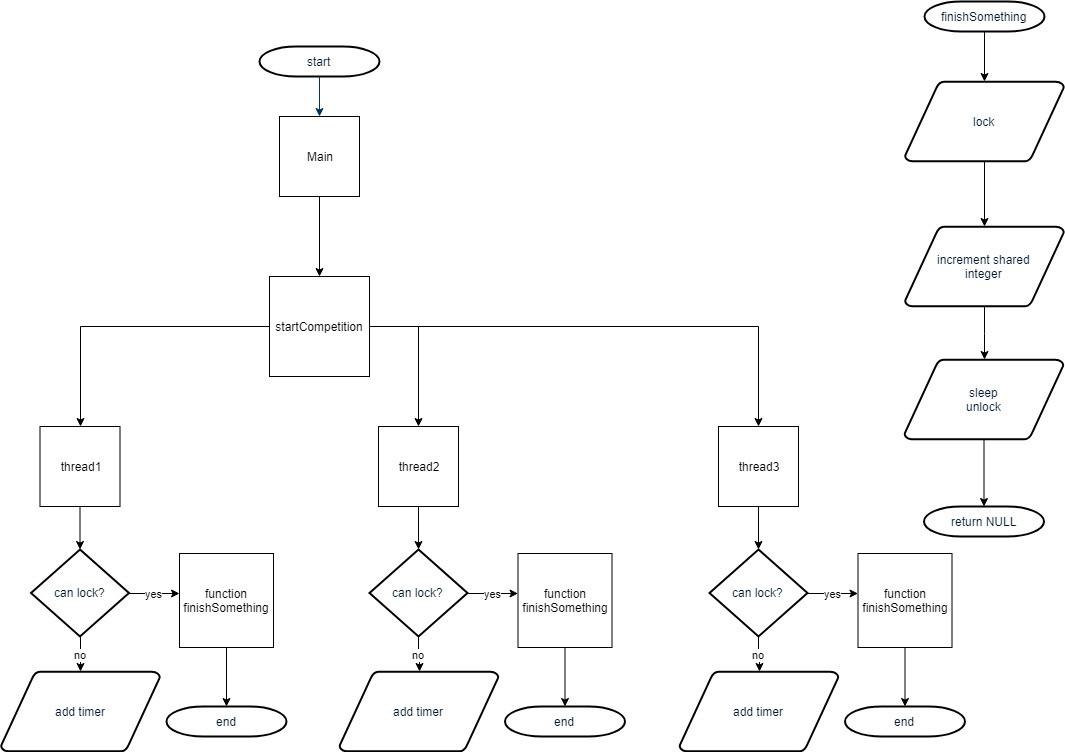 finishSomething
start
lock
Main
increment shared
integer
startCompetition
sleep
unlock
thread1
thread2
thread3
return NULL
can lock?
yes
function
finishSomething
can lock?
yes
function
finishSomething
can lock?
yes
function
finishSomething
no
no
no
add timer
end
add timer
end
add timer
end